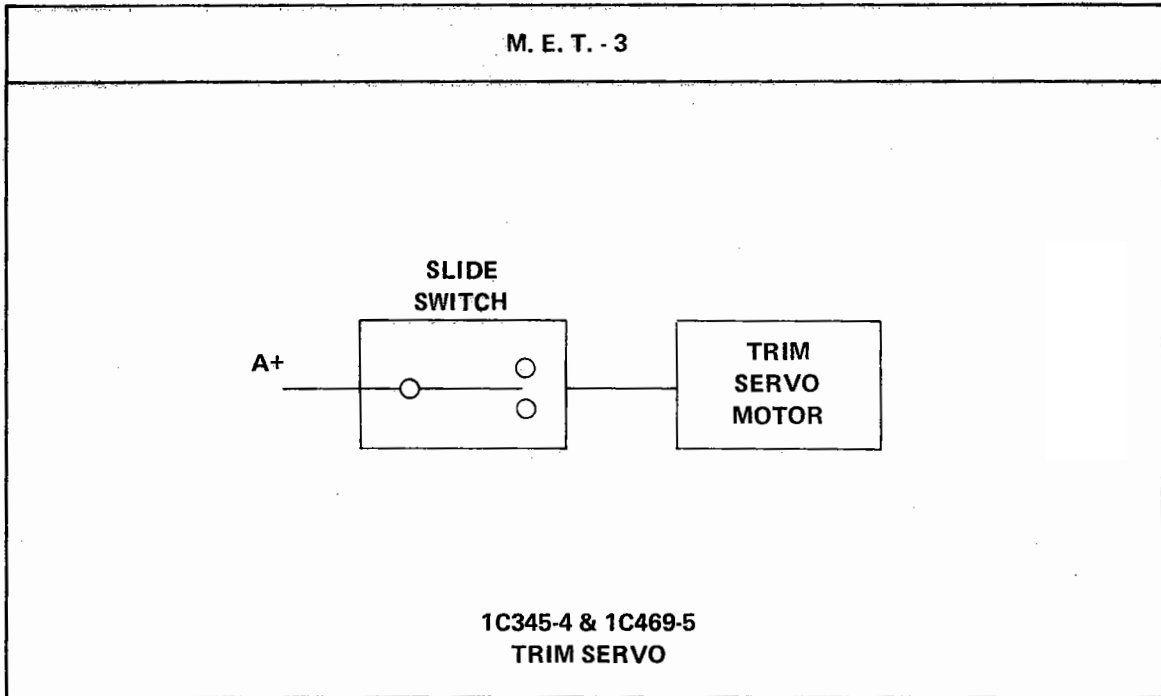 M. E. T. - 3
SLIDE
SWITCH
A+
TRIM
SERVO
MOTOR
1C345-4 & 1C469-5
TRIM SERVO